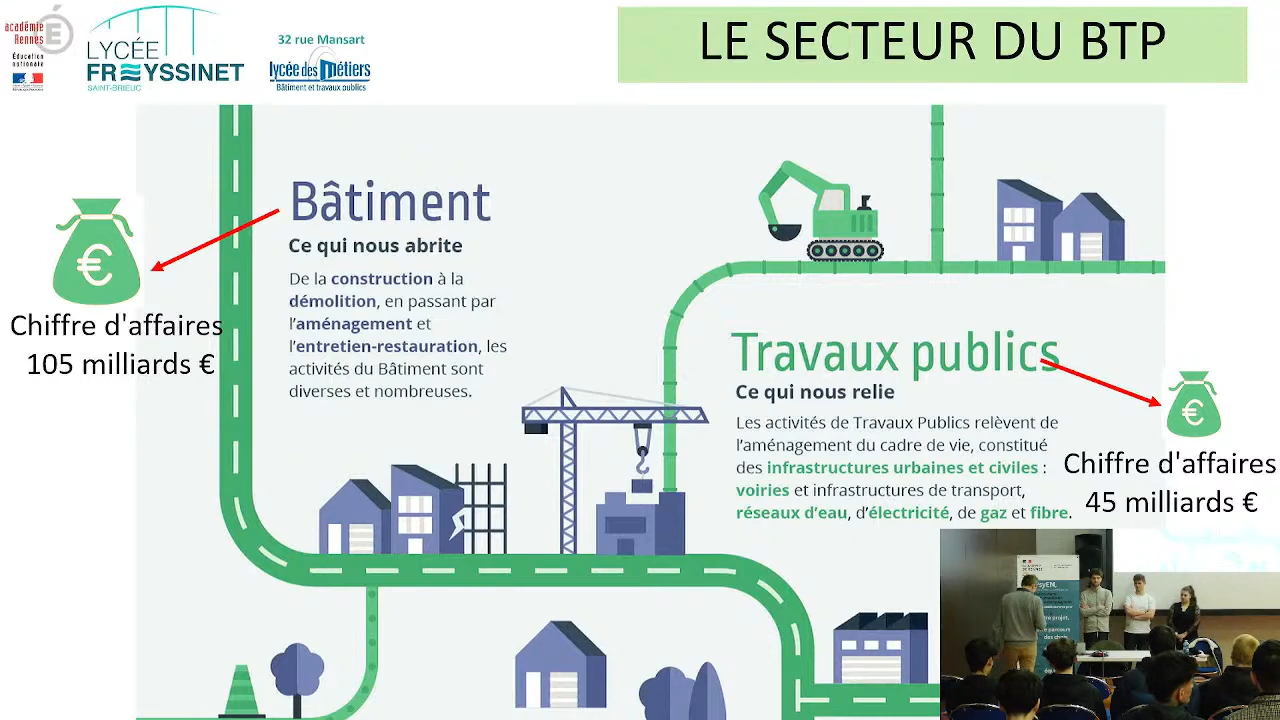 académie
Rennes
Éducation
nationale
LYCÉE
FREYSSINET
SAINT-BRIEUC
32 rue Mansart
lycée des métiers
Bâtiment et travaux publics
LE SECTEUR DU BTP
Bâtiment
Ce qui nous abrite
De la construction à la
démolition, en passant par
l'aménagement et
l'entretien-restauration, les
activités du Bâtiment sont
diverses et nombreuses.
€
Chiffre d'affaires
105 milliards €
Travaux publics
Ce qui nous relie
Les activités de Travaux Publics relèvent de
l'aménagement du cadre de vie, constitué
des infrastructures urbaines et civiles :
voiries et infrastructures de transport,
réseaux d'eau, d'électricité, de gaz et fibre.
€
Chiffre d'affaires
45 milliards €